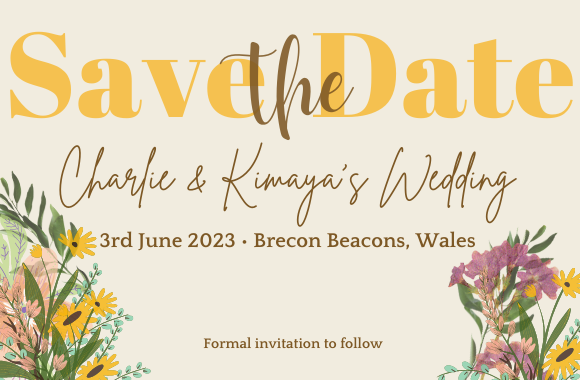 Save the Date
Charlie & Kimaya's Wedding
3rd June 2023 • Brecon Beacons, Wales
Formal invitation to follow